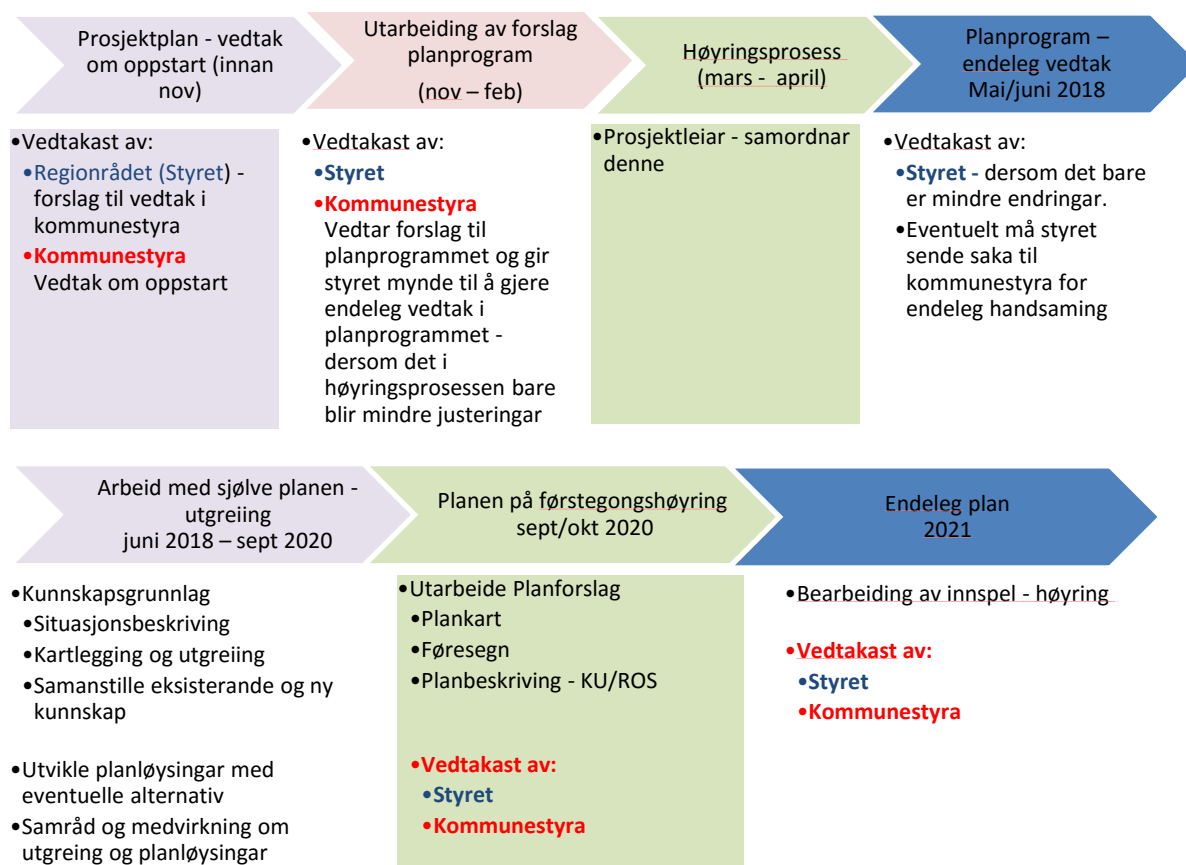 Prosjektplan - vedtak
om oppstart (innan
nov)
Utarbeiding av forslag
planprogram
(nov – feb)
Høyringsprosess
(mars - april)
Planprogram –
endeleg vedtak
Mai/juni 2018
•Vedtakast av:
•Regionrådet (Styret) -
forslag til vedtak i
kommunestyra
•Kommunestyra
Vedtak om oppstart
•Vedtakast av:
•Styret
•Kommunestyra
Vedtar forslag til
planprogrammet og gir
styret mynde til å gjere
endeleg vedtak i
planprogrammet -
dersom det i
høyringsprosessen bare
blir mindre justeringar
•Prosjektleiar - samordnar
denne
•Vedtakast av:
•Styret - dersom det bare
er mindre endringar.
•Eventuelt må styret
sende saka til
kommunestyra for
endeleg handsaming
Arbeid med sjølve planen -
utgreiing
juni 2018 – sept 2020
Planen på førstegongshøyring
sept/okt 2020
Endeleg plan
2021
•Kunnskapsgrunnlag
•Situasjonsbeskriving
•Kartlegging og utgreiing
•Samanstille eksisterande og ny
kunnskap
•Utvikle planløysingar med
eventuelle alternativ
•Samråd og medvirkning om
utgreing og planløysingar
•Utarbeide Planforslag
•Plankart
•Føresegn
•Planbeskriving - KU/ROS
•Vedtakast av:
•Styret
•Kommunestyra
•Bearbeiding av innspel - høyring
•Vedtakast av:
•Styret
•Kommunestyra